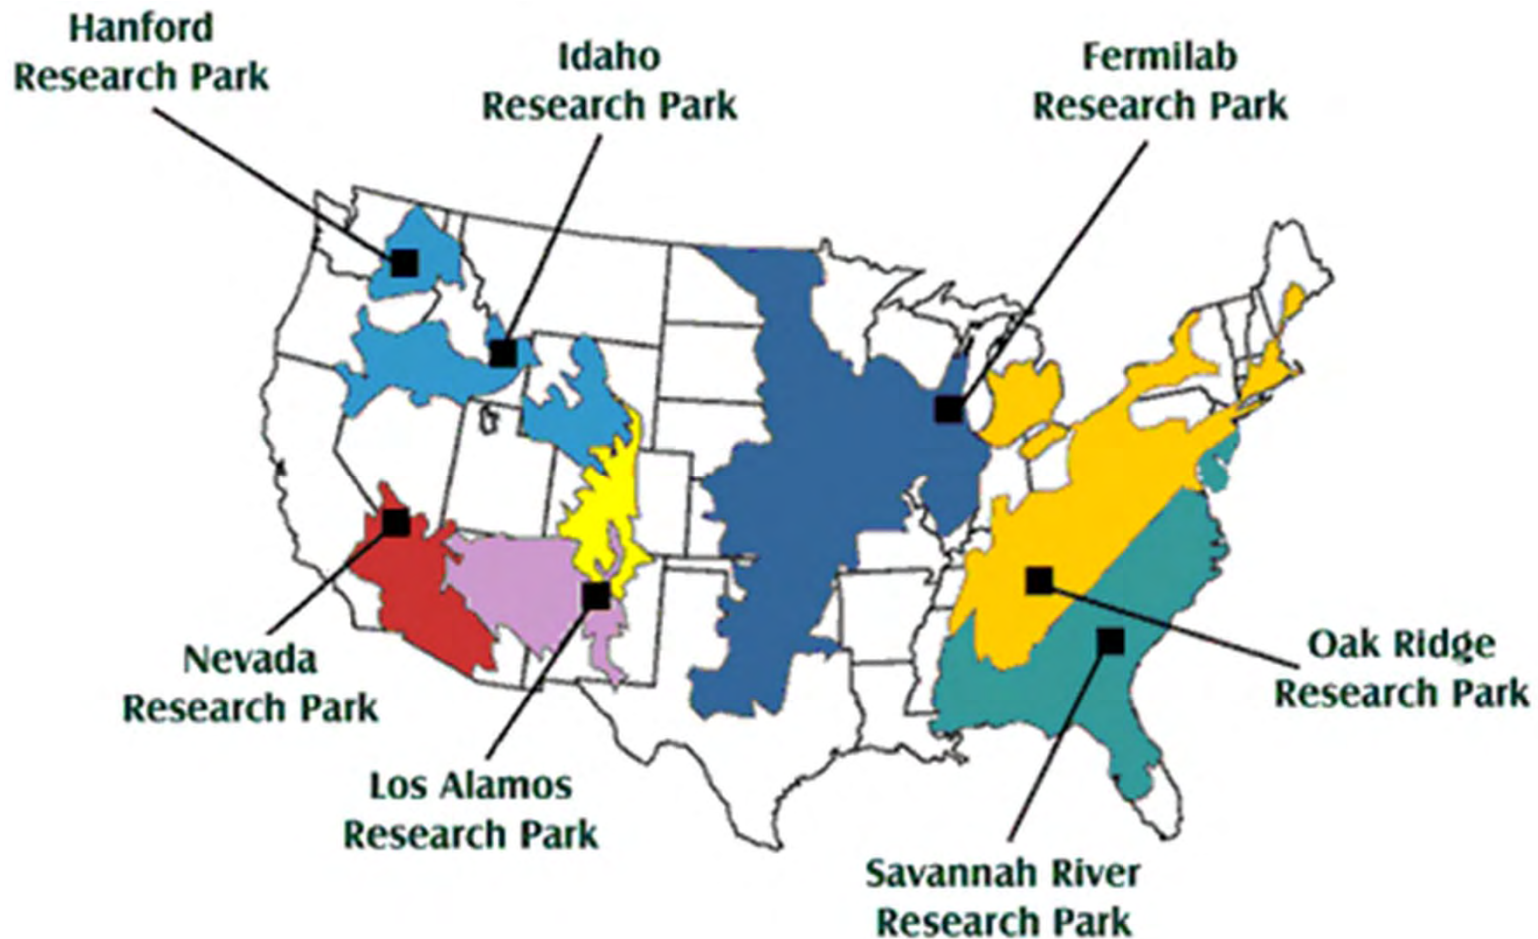 Hanford
Research Park
Idaho
Research Park
Fermilab
Research Park
Nevada
Research Park
Los Alamos
Research Park
Oak Ridge
Research Park
Savannah River
Research Park